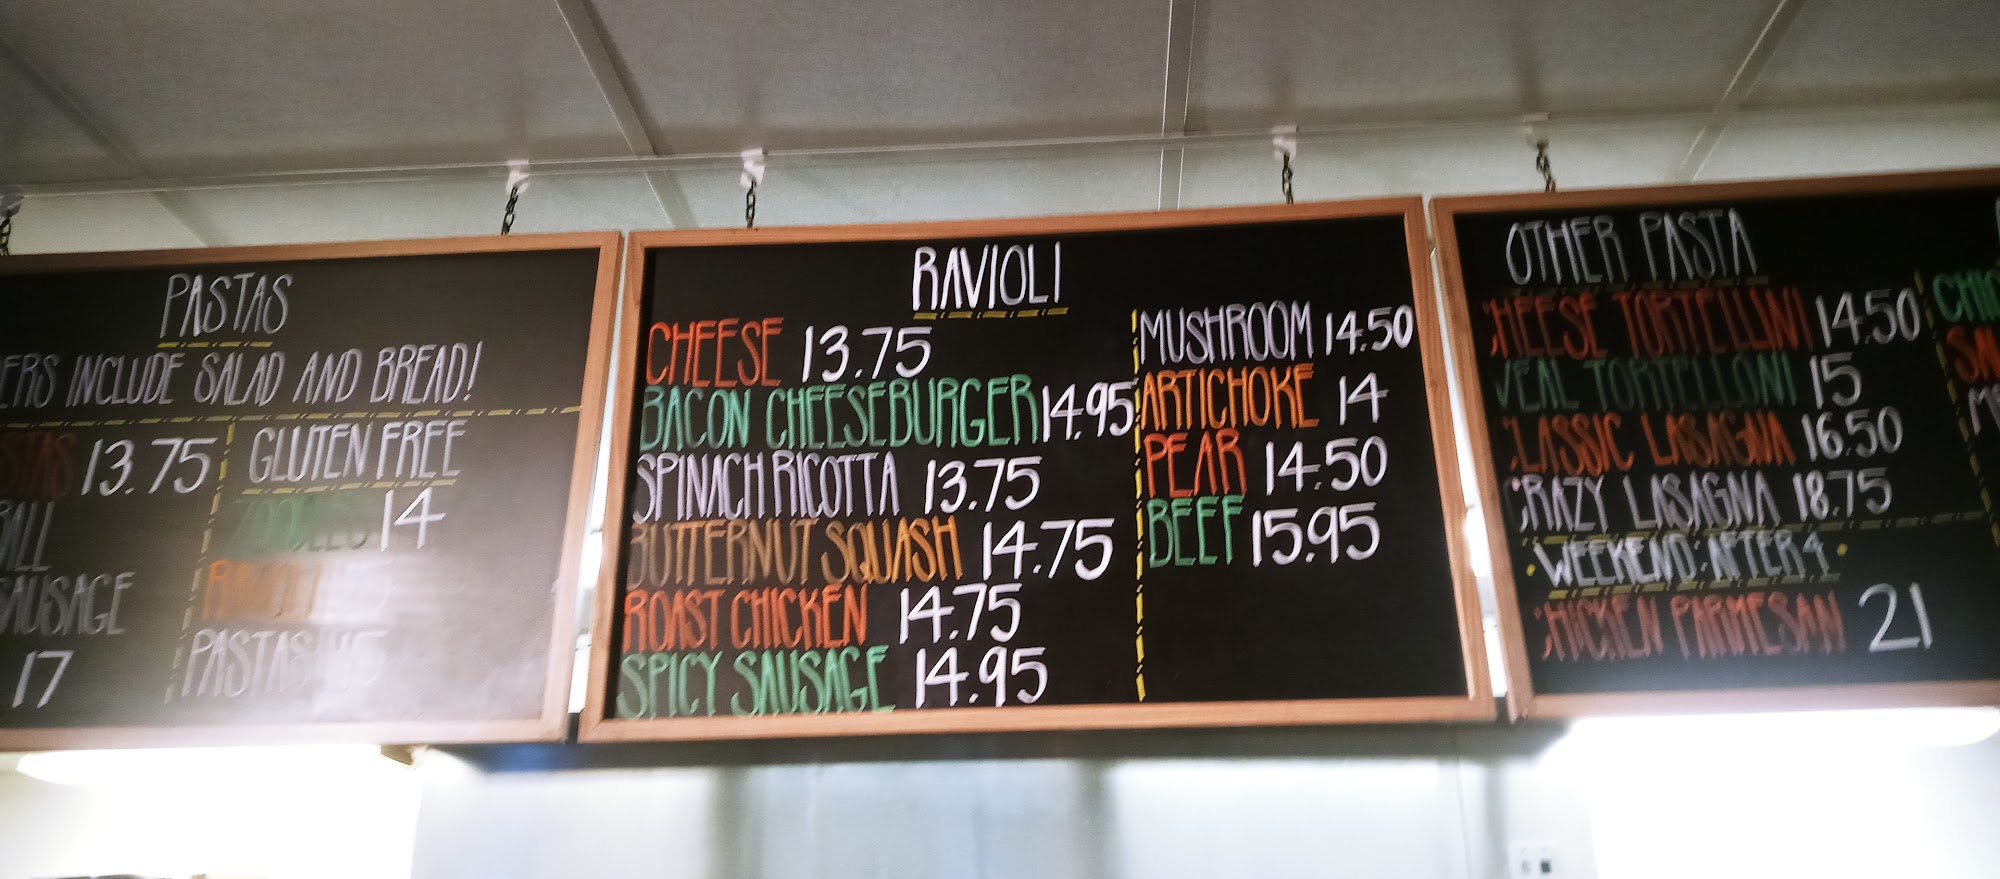 PASTAS
INCLUDE SALAD AND BREAD!
13.75
SAUSAGE
17
GLUTEN FREE
14
PASTAS
RAVIOLI
CHEESE 13.75
BACON CHEESEBURGER 14.95
SPINACH RICOTTA 13.75
BUTTERNUT SQUASH 14.75
ROAST CHICKEN 14.75
SPICY SAUSAGE 14.95
MUSHROOM 14.50
ARTICHOKE 14
PEAR 14.50
BEEF 15.95
OTHER PASTA
CHEESE TORTELLINI 14.50
VEAL TORTELLONI 15
CLASSIC LASAGNA 16.50
CRAZY LASAGNA 18.75
WEEKEND: AFTER 4
CHICKEN PARMESAN 21